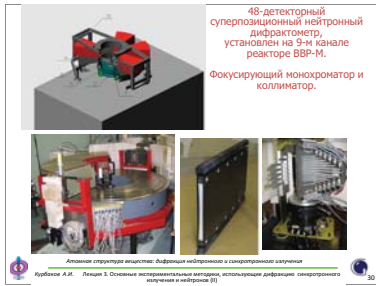 48-детекторный
суперпозиционный нейтронный
дифрактометр,
установлен на 9-м канале
реакторе ВВР-М.
Фокусирующий монохроматор и
коллиматор.
Атомная структура вещества: дифракция нейтронного и синхротронного излучения
Курбаков А.И. Лекция 3. Основные экспериментальные методики, использующие дифракцию синхротронного
излучения и нейтронов (II)
30